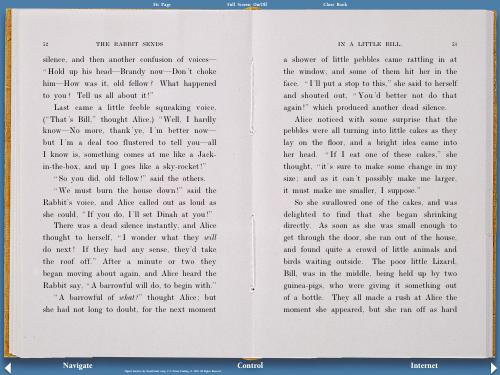 Hit Page
Full Screen On/Off
Close Book
52
THE RABBIT SENDS
silence, and then another confusion of voices—
“Hold up his head—Brandy now—Don't choke
him—How was it, old fellow? What happened
to you! Tell us all about it!”
Last came a little feeble squeaking voice,
(“That's Bill,” thought Alice,) “Well, I hardly
know—No more, thank'ye, I'm better now—
but I'm a deal too flustered to tell you—all
I know is, something comes at me like a Jack-
in-the-box, and up I goes like a sky-rocket!”
“So you did, old fellow!” said the others.
“We must burn the house down!” said the
Rabbit's voice, and Alice called out as loud as
she could, “If you do, I'll set Dinah at you!”
There was a dead silence instantly, and Alice
thought to herself, “I wonder what they will
do next! If they had any sense, they'd take
the roof off.” After a minute or two they
began moving about again, and Alice heard the
Rabbit say, “A barrowful will do, to begin with.”
“A barrowful of what?” thought Alice; but
she had not long to doubt, for the next moment
IN A LITTLE BILL.
53
a shower of little pebbles came rattling in at
the window, and some of them hit her in the
face. “I'll put a stop to this,” she said to herself
and shouted out, “You'd better not do that
again!” which produced another dead silence.
Alice noticed with some surprise that the
pebbles were all turning into little cakes as they
lay on the floor, and a bright idea came into
her head. “If I eat one of these cakes,” she
thought, “it's sure to make some change in my
size; and as it can't possibly make me larger,
it must make me smaller, I suppose.”
So she swallowed one of the cakes, and was
delighted to find that she began shrinking
directly. As soon as she was small enough to
get through the door, she ran out of the house,
and found quite a crowd of little animals and
birds waiting outside. The poor little Lizard,
Bill, was in the middle, being held up by two
guinea-pigs, who were giving it something out
of a bottle. They all made a rush at Alice the
moment she appeared, but she ran off as hard
Navigate
Control
Internet